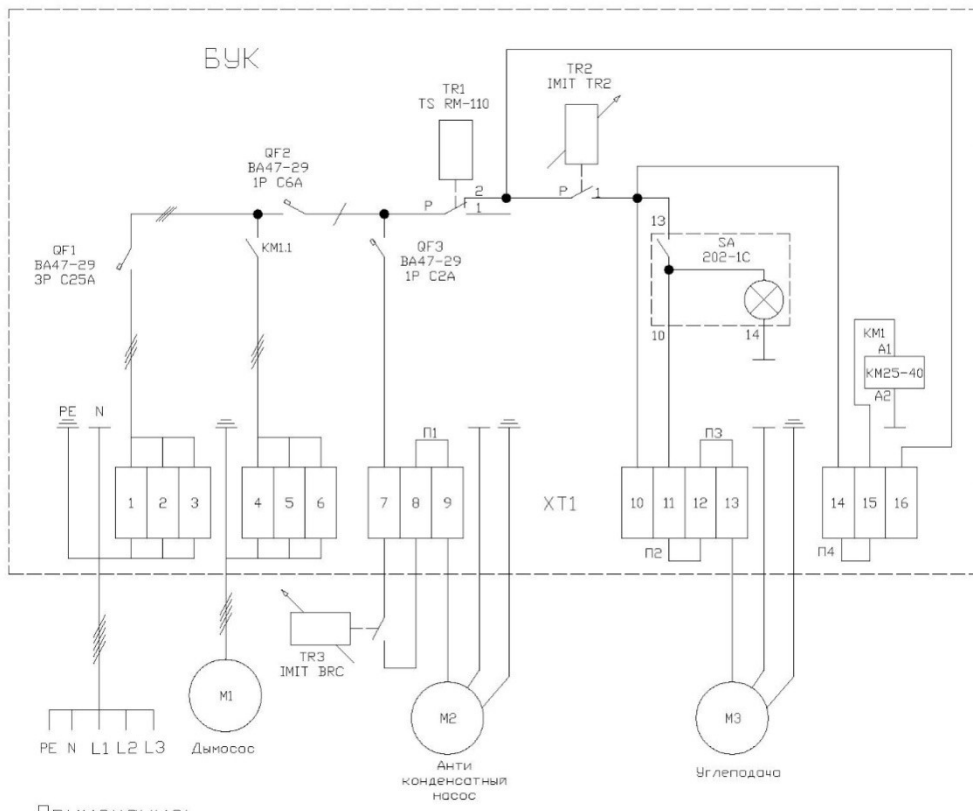 БУК
TR2
IMIT TR2
TR1
TS RM-110
QF2
ВА47-29
1P C6A
P
2
1
P
1
QF1
ВА47-29
3P C25A
KM1.1
QF3
ВА47-29
1P C2A
13
SA
202-1C
10
14
KM1
A1
KM25-40
A2
PE
N
П1
П3
1
2
3
4
5
6
7
8
9
XT1
10
11
12
13
14
15
16
П2
П4
TR3
IMIT BRC
M1
M2
M3
PE
N
L1
L2
L3
Дымосос
Анти
конденсатный
насос
Углеподача